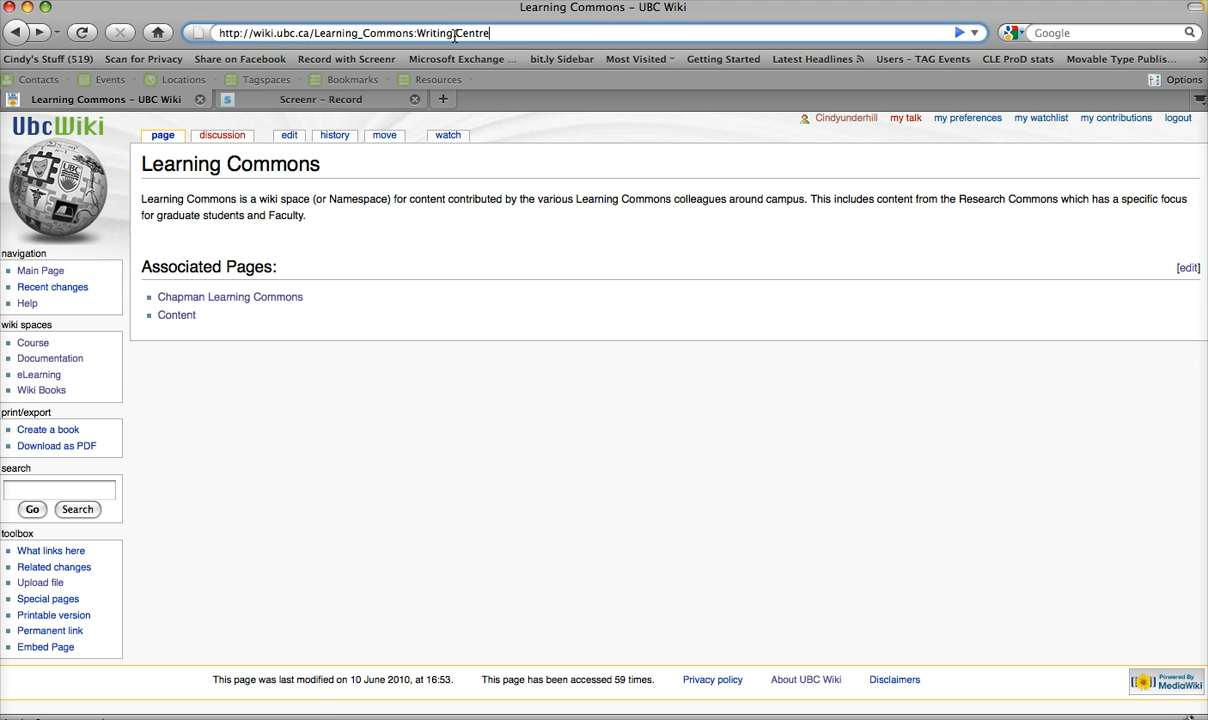 Learning Commons – UBC Wiki
http://wiki.ubc.ca/Learning_Commons:Writing Centre
Google
Cindy's Stuff (519) Scan for Privacy Share on Facebook Record with Screenr Microsoft Exchange ... bit.ly Sidebar Most Visited Getting Started Latest Headlines Users - TAG Events CLE ProD stats Movable Type Publis... »
Contacts Events Locations Tagspaces Bookmarks Resources Options
Learning Commons – UBC Wiki Screenr – Record
UbcWiki
UBC
Cindyunderhill my talk my preferences my watchlist my contributions logout
page discussion edit history move watch
Learning Commons
Learning Commons is a wiki space (or Namespace) for content contributed by the various Learning Commons colleagues around campus. This includes content from the Research Commons which has a specific focus
for graduate students and Faculty.
Associated Pages:
[edit]
Chapman Learning Commons
Content
navigation
Main Page
Recent changes
Help
wiki spaces
Course
Documentation
eLearning
Wiki Books
print/export
Create a book
Download as PDF
search
Go Search
toolbox
What links here
Related changes
Upload file
Special pages
Printable version
Permanent link
Embed Page
This page was last modified on 10 June 2010, at 16:53. This page has been accessed 59 times. Privacy policy About UBC Wiki Disclaimers
Powered By
MediaWiki